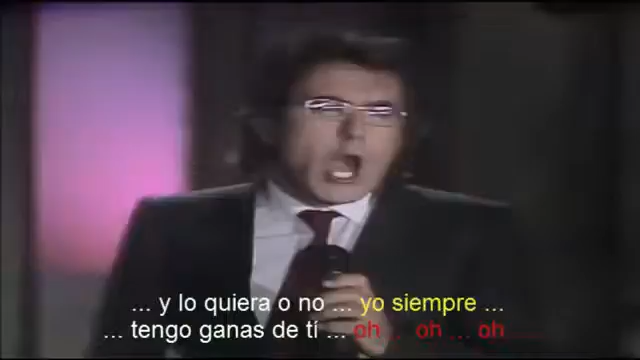 ... y lo quiera o no ... yo siempre ...
... tengo ganas de tí ... oh ... oh ... oh ......